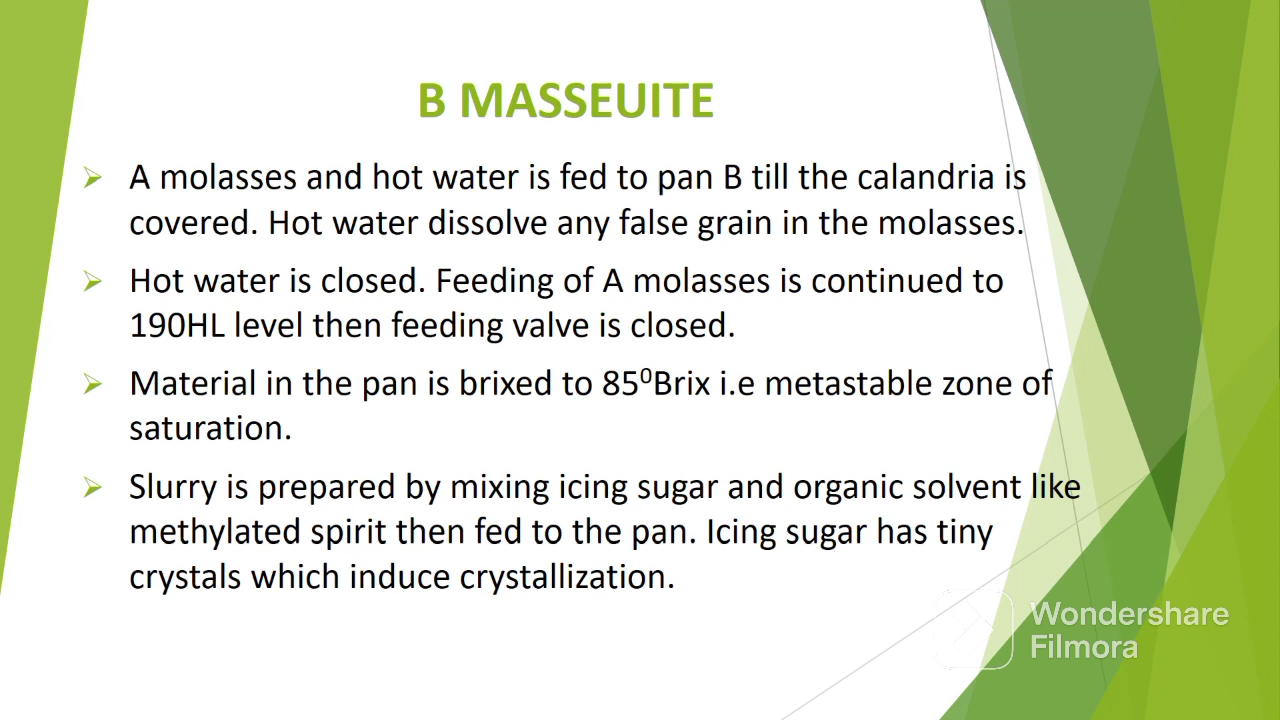 B MASSEUITE
A molasses and hot water is fed to pan B till the calandria is
covered. Hot water dissolve any false grain in the molasses.
Hot water is closed. Feeding of A molasses is continued to
190HL level then feeding valve is closed.
Material in the pan is brixed to 85⁰Brix i.e metastable zone of
saturation.
Slurry is prepared by mixing icing sugar and organic solvent like
methylated spirit then fed to the pan. Icing sugar has tiny
crystals which induce crystallization.
Wondershare
Filmora